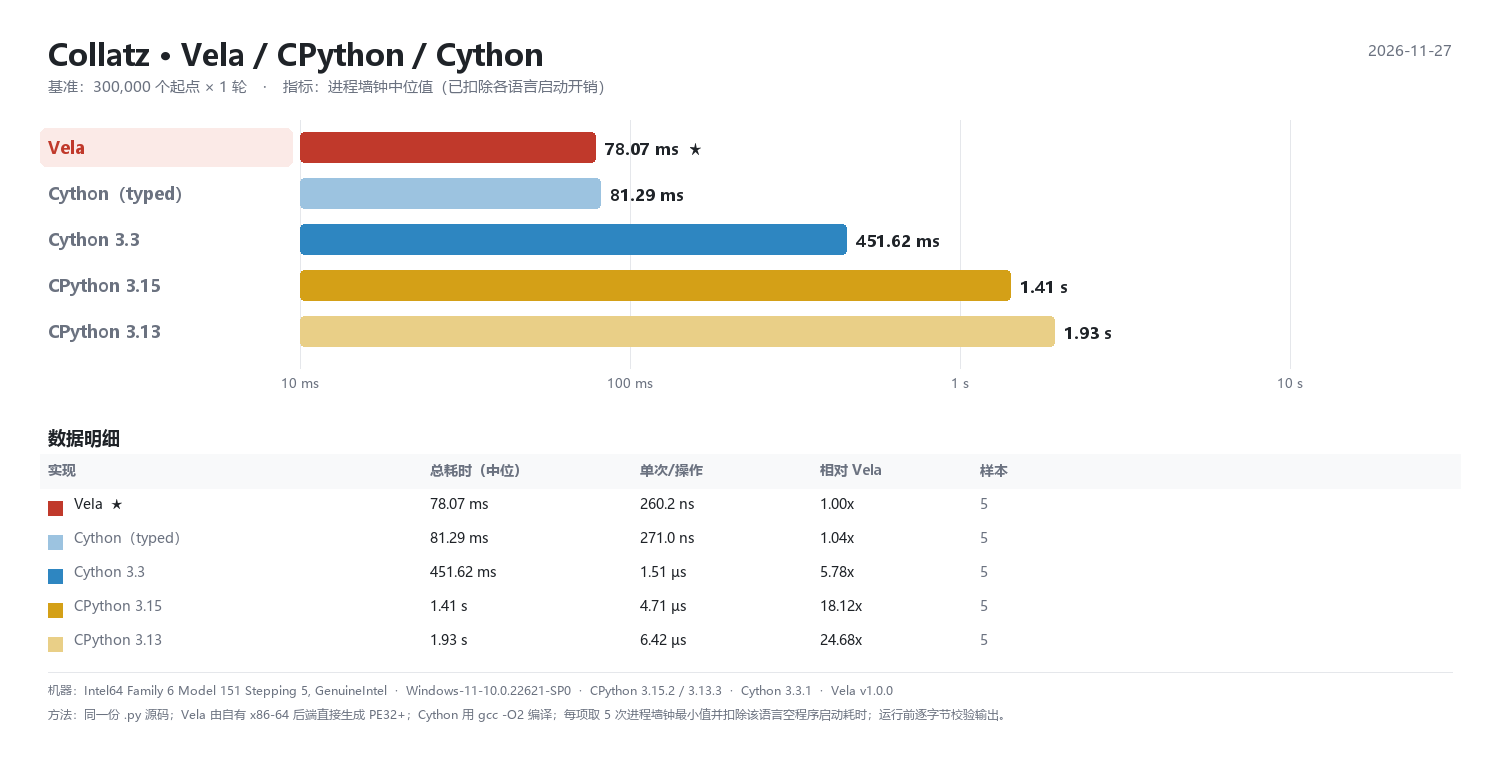 Collatz • Vela / CPython / Cython
2026-11-27
基准：300,000 个起点 × 1 轮 · 指标：进程墙钟中位值（已扣除各语言启动开销）
Vela 78.07 ms ★
Cython（typed） 81.29 ms
Cython 3.3 451.62 ms
CPython 3.15 1.41 s
CPython 3.13 1.93 s
10 ms 100 ms 1 s 10 s
数据明细
实现 总耗时（中位） 单次/操作 相对 Vela 样本
Vela ★ 78.07 ms 260.2 ns 1.00x 5
Cython（typed） 81.29 ms 271.0 ns 1.04x 5
Cython 3.3 451.62 ms 1.51 µs 5.78x 5
CPython 3.15 1.41 s 4.71 µs 18.12x 5
CPython 3.13 1.93 s 6.42 µs 24.68x 5
机器：Intel64 Family 6 Model 151 Stepping 5, GenuineIntel · Windows-11-10.0.22621-SP0 · CPython 3.15.2 / 3.13.3 · Cython 3.3.1 · Vela v1.0.0
方法：同一份 .py 源码；Vela 由自有 x86-64 后端直接生成 PE32+；Cython 用 gcc -O2 编译；每项取 5 次进程墙钟最小值并扣除该语言空程序启动耗时；运行前逐字节校验输出。